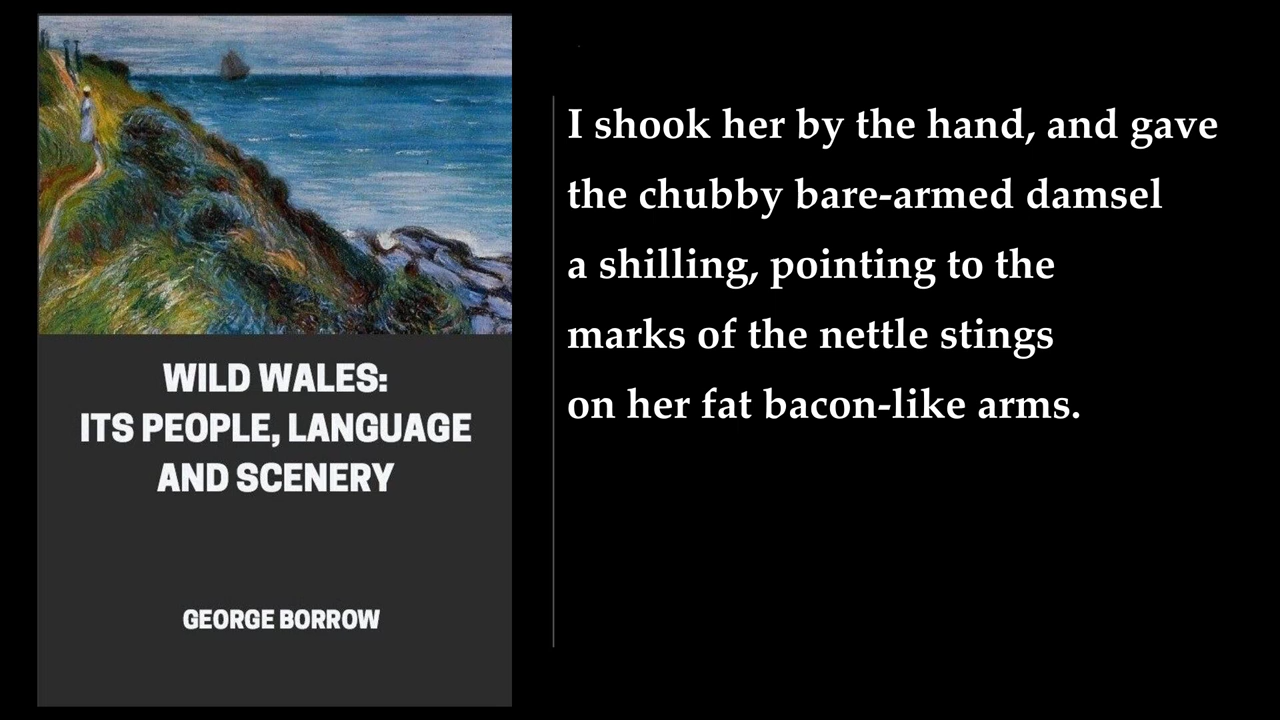 WILD WALES:
ITS PEOPLE, LANGUAGE
AND SCENERY
GEORGE BORROW
I shook her by the hand, and gave
the chubby bare-armed damsel
a shilling, pointing to the
marks of the nettle stings
on her fat bacon-like arms.